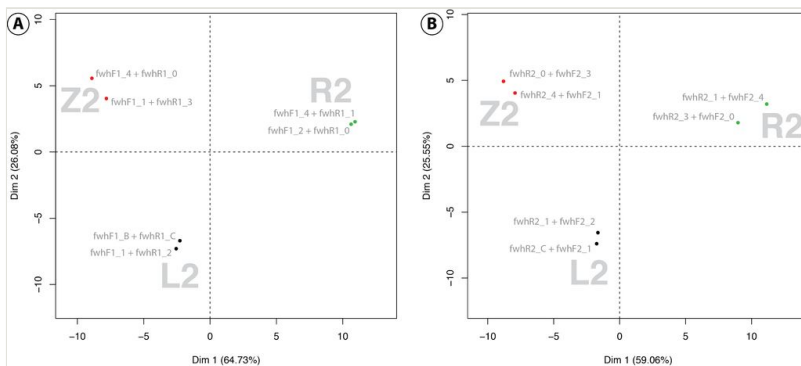 A
10
5
0
−5
−10
Dim 2 (26.08%)
fwhF1_4 + fwhR1_0
Z2
fwhF1_1 + fwhR1_3
R2
fwhF1_4 + fwhR1_1
fwhF1_2 + fwhR1_0
fwhF1_B + fwhR1_C
fwhF1_1 + fwhR1_2
L2
−10 −5 0 5 10
Dim 1 (64.73%)
B
10
5
0
−5
−10
Dim 2 (25.55%)
fwhR2_0 + fwhF2_3
fwhR2_4 + fwhF2_1
Z2
fwhR2_1 + fwhF2_4
fwhR2_3 + fwhF2_0
R2
fwhR2_1 + fwhF2_2
fwhR2_C + fwhF2_1
L2
−10 −5 0 5 10
Dim 1 (59.06%)